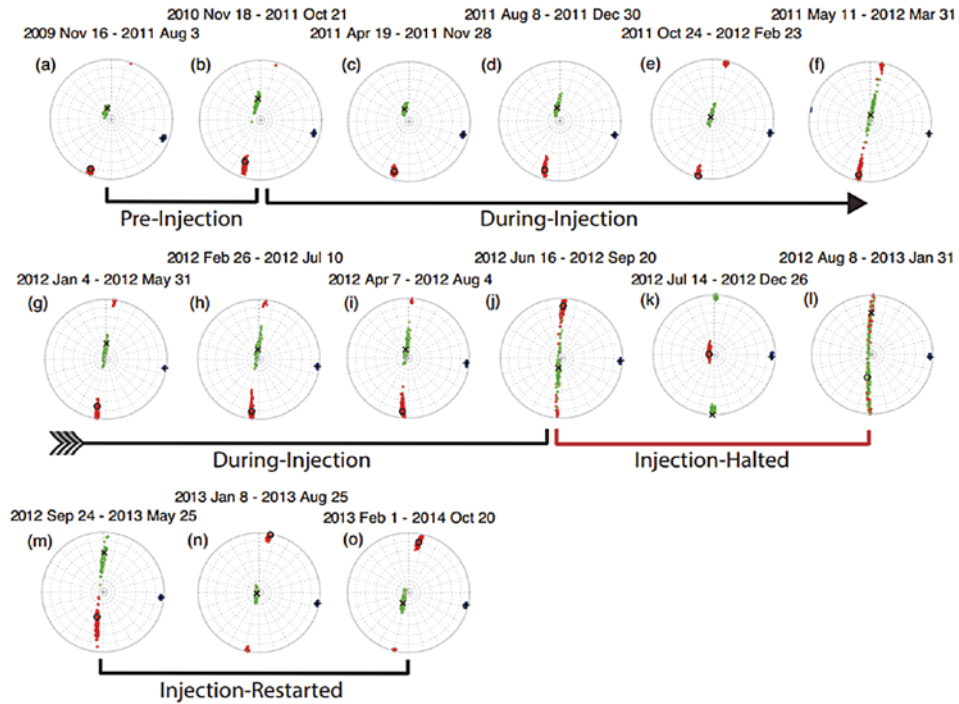 2010 Nov 18 - 2011 Oct 21 2011 Aug 8 - 2011 Dec 30 2011 May 11 - 2012 Mar 31
2009 Nov 16 - 2011 Aug 3 2011 Apr 19 - 2011 Nov 28 2011 Oct 24 - 2012 Feb 23
(a) (b) (c) (d) (e) (f)
Pre-Injection During-Injection
2012 Feb 26 - 2012 Jul 10 2012 Jun 16 - 2012 Sep 20 2012 Aug 8 - 2013 Jan 31
2012 Jan 4 - 2012 May 31 2012 Apr 7 - 2012 Aug 4 2012 Jul 14 - 2012 Dec 26
(g) (h) (i) (j) (k) (l)
During-Injection Injection-Halted
2013 Jan 8 - 2013 Aug 25
2012 Sep 24 - 2013 May 25 2013 Feb 1 - 2014 Oct 20
(m) (n) (o)
Injection-Restarted